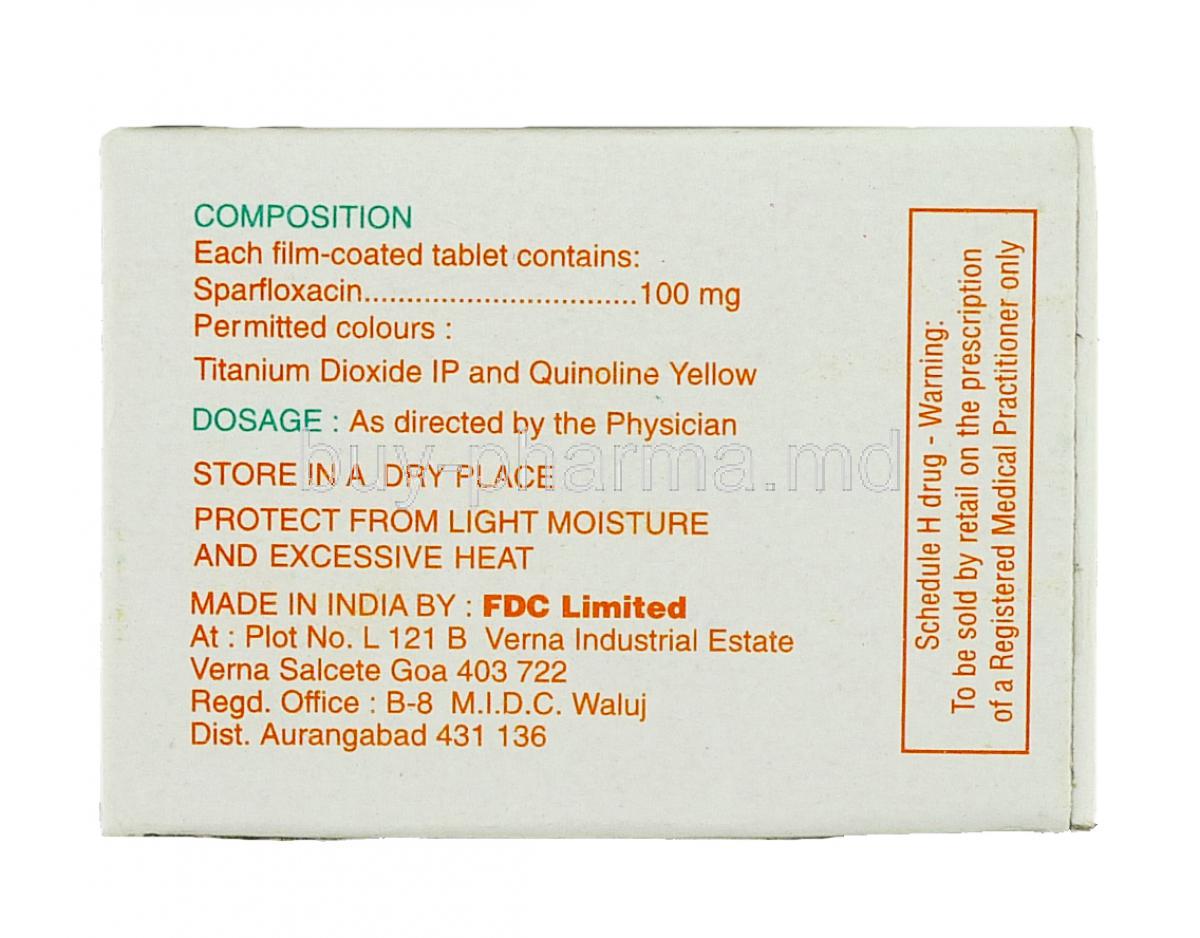 COMPOSITION
Each film-coated tablet contains:
Sparfloxacin................................100 mg
Permitted colours :
Titanium Dioxide IP and Quinoline Yellow
DOSAGE : As directed by the Physician
STORE IN A DRY PLACE
PROTECT FROM LIGHT MOISTURE
AND EXCESSIVE HEAT
MADE IN INDIA BY : FDC Limited
At : Plot No. L 121 B Verna Industrial Estate
Verna Salcete Goa 403 722
Regd. Office : B-8 M.I.D.C. Waluj
Dist. Aurangabad 431 136
Schedule H drug - Warning:
To be sold by retail on the prescription
of a Registered Medical Practitioner only
buy-pharma.md